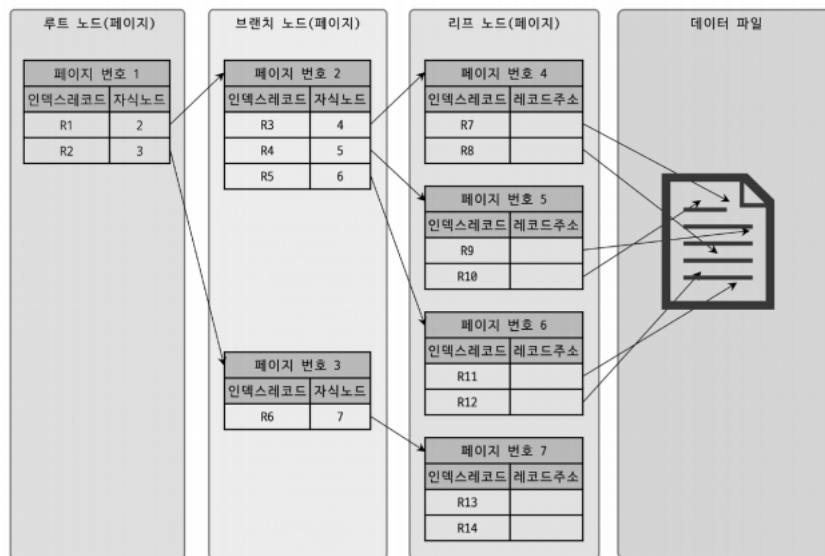 루트 노드(페이지)
페이지 번호 1
인덱스레코드 자식노드
R1 2
R2 3
브랜치 노드(페이지)
페이지 번호 2
인덱스레코드 자식노드
R3 4
R4 5
R5 6
페이지 번호 3
인덱스레코드 자식노드
R6 7
리프 노드(페이지)
페이지 번호 4
인덱스레코드 레코드주소
R7
R8
페이지 번호 5
인덱스레코드 레코드주소
R9
R10
페이지 번호 6
인덱스레코드 레코드주소
R11
R12
페이지 번호 7
인덱스레코드 레코드주소
R13
R14
데이터 파일